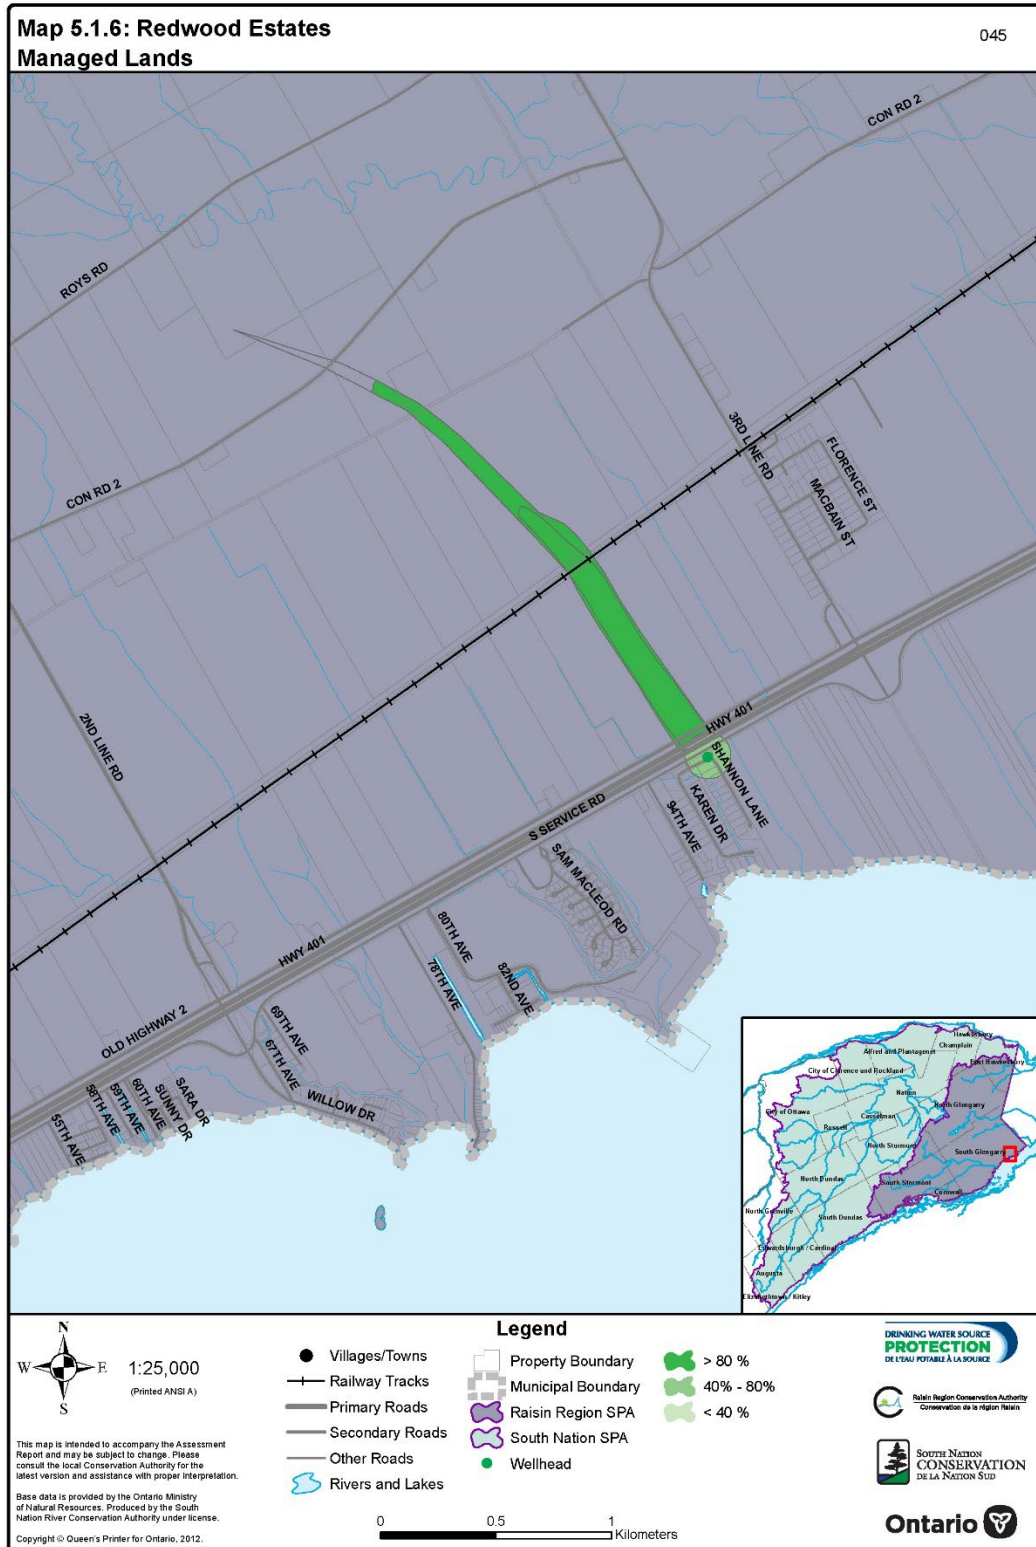 Map 5.1.6: Redwood Estates
Managed Lands
045
CON RD 2
ROYS RD
3RD LINE RD
FLORENCE ST
MACBAIN ST
CON RD 2
2ND LINE RD
HWY 401
SHANNON LANE
KAREN DR
94TH AVE
S SERVICE RD
SAM MACLEOD RD
HWY 401
80TH AVE
78TH AVE
82ND AVE
OLD HIGHWAY 2
69TH AVE
67TH AVE
WILLOW DR
SARA DR
SUNNY DR
60TH AVE
59TH AVE
58TH AVE
55TH AVE
Hawkesbury
Champlain
Alfred and Plantagenet
East Hawkesbury
City of Clarence and Rockland
Nation
North Glengarry
Casselman
City of Ottawa
Russell
North Stormont
South Glengarry
North Dundas
South Stormont
Cornwall
North Grenville
South Dundas
Edwardsburgh / Cardinal
Augusta
Elizabethtown / Kitley
N
W E
S
1:25,000
(Printed ANSI A)
This map is intended to accompany the Assessment
Report and may be subject to change. Please
consult the local Conservation Authority for the
latest version and assistance with proper interpretation.
Base data is provided by the Ontario Ministry
of Natural Resources. Produced by the South
Nation River Conservation Authority under license.
Copyright © Queen's Printer for Ontario, 2012.
Legend
Villages/Towns
Railway Tracks
Primary Roads
Secondary Roads
Other Roads
Rivers and Lakes
Property Boundary
Municipal Boundary
Raisin Region SPA
South Nation SPA
Wellhead
> 80 %
40% - 80%
< 40 %
0 0.5 1
Kilometers
DRINKING WATER SOURCE
PROTECTION
DE L'EAU POTABLE À LA SOURCE
Raisin Region Conservation Authority
Conservation de la région Raisin
SOUTH NATION
CONSERVATION
DE LA NATION SUD
Ontario